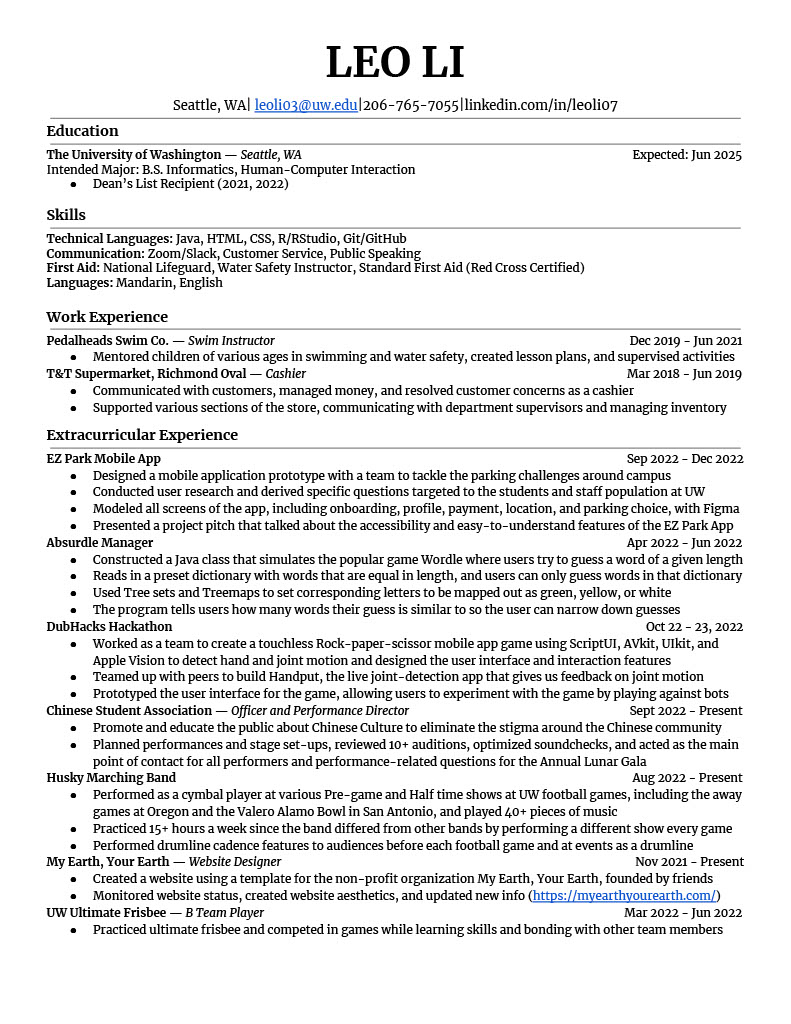 LEO LI
Seattle, WA| leoli03@uw.edu|206-765-7055|linkedin.com/in/leoli07
Education
The University of Washington — Seattle, WA Expected: Jun 2025
Intended Major: B.S. Informatics, Human-Computer Interaction
● Dean's List Recipient (2021, 2022)
Skills
Technical Languages: Java, HTML, CSS, R/RStudio, Git/GitHub
Communication: Zoom/Slack, Customer Service, Public Speaking
First Aid: National Lifeguard, Water Safety Instructor, Standard First Aid (Red Cross Certified)
Languages: Mandarin, English
Work Experience
Pedalheads Swim Co. — Swim Instructor Dec 2019 - Jun 2021
● Mentored children of various ages in swimming and water safety, created lesson plans, and supervised activities
T&T Supermarket, Richmond Oval — Cashier Mar 2018 - Jun 2019
● Communicated with customers, managed money, and resolved customer concerns as a cashier
● Supported various sections of the store, communicating with department supervisors and managing inventory
Extracurricular Experience
EZ Park Mobile App Sep 2022 - Dec 2022
● Designed a mobile application prototype with a team to tackle the parking challenges around campus
● Conducted user research and derived specific questions targeted to the students and staff population at UW
● Modeled all screens of the app, including onboarding, profile, payment, location, and parking choice, with Figma
● Presented a project pitch that talked about the accessibility and easy-to-understand features of the EZ Park App
Absurdle Manager Apr 2022 - Jun 2022
● Constructed a Java class that simulates the popular game Wordle where users try to guess a word of a given length
● Reads in a preset dictionary with words that are equal in length, and users can only guess words in that dictionary
● Used Tree sets and Treemaps to set corresponding letters to be mapped out as green, yellow, or white
● The program tells users how many words their guess is similar to so the user can narrow down guesses
DubHacks Hackathon Oct 22 - 23, 2022
● Worked as a team to create a touchless Rock-paper-scissor mobile app game using ScriptUI, AVkit, UIkit, and
Apple Vision to detect hand and joint motion and designed the user interface and interaction features
● Teamed up with peers to build Handput, the live joint-detection app that gives us feedback on joint motion
● Prototyped the user interface for the game, allowing users to experiment with the game by playing against bots
Chinese Student Association — Officer and Performance Director Sept 2022 - Present
● Promote and educate the public about Chinese Culture to eliminate the stigma around the Chinese community
● Planned performances and stage set-ups, reviewed 10+ auditions, optimized soundchecks, and acted as the main
point of contact for all performers and performance-related questions for the Annual Lunar Gala
Husky Marching Band Aug 2022 - Present
● Performed as a cymbal player at various Pre-game and Half time shows at UW football games, including the away
games at Oregon and the Valero Alamo Bowl in San Antonio, and played 40+ pieces of music
● Practiced 15+ hours a week since the band differed from other bands by performing a different show every game
● Performed drumline cadence features to audiences before each football game and at events as a drumline
My Earth, Your Earth — Website Designer Nov 2021 - Present
● Created a website using a template for the non-profit organization My Earth, Your Earth, founded by friends
● Monitored website status, created website aesthetics, and updated new info (https://myearthyourearth.com/)
UW Ultimate Frisbee — B Team Player Mar 2022 - Jun 2022
● Practiced ultimate frisbee and competed in games while learning skills and bonding with other team members